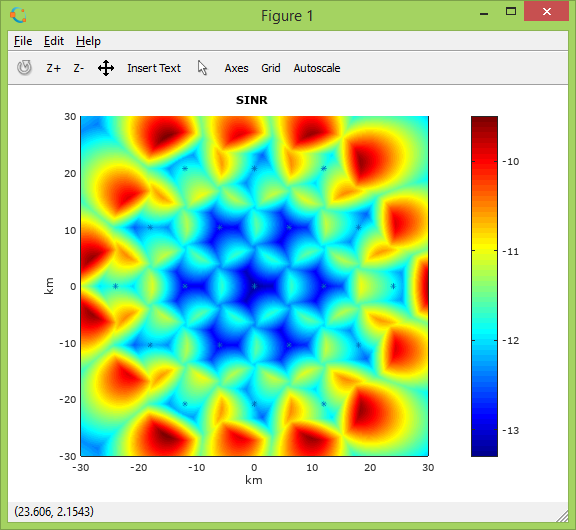 Figure 1
File Edit Help
Z+ Z- Insert Text Axes Grid Autoscale
SINR
30
20
10
0
-10
-20
-30
km
-30 -20 -10 0 10 20 30
km
-10
-11
-12
-13
(23.606, 2.1543)